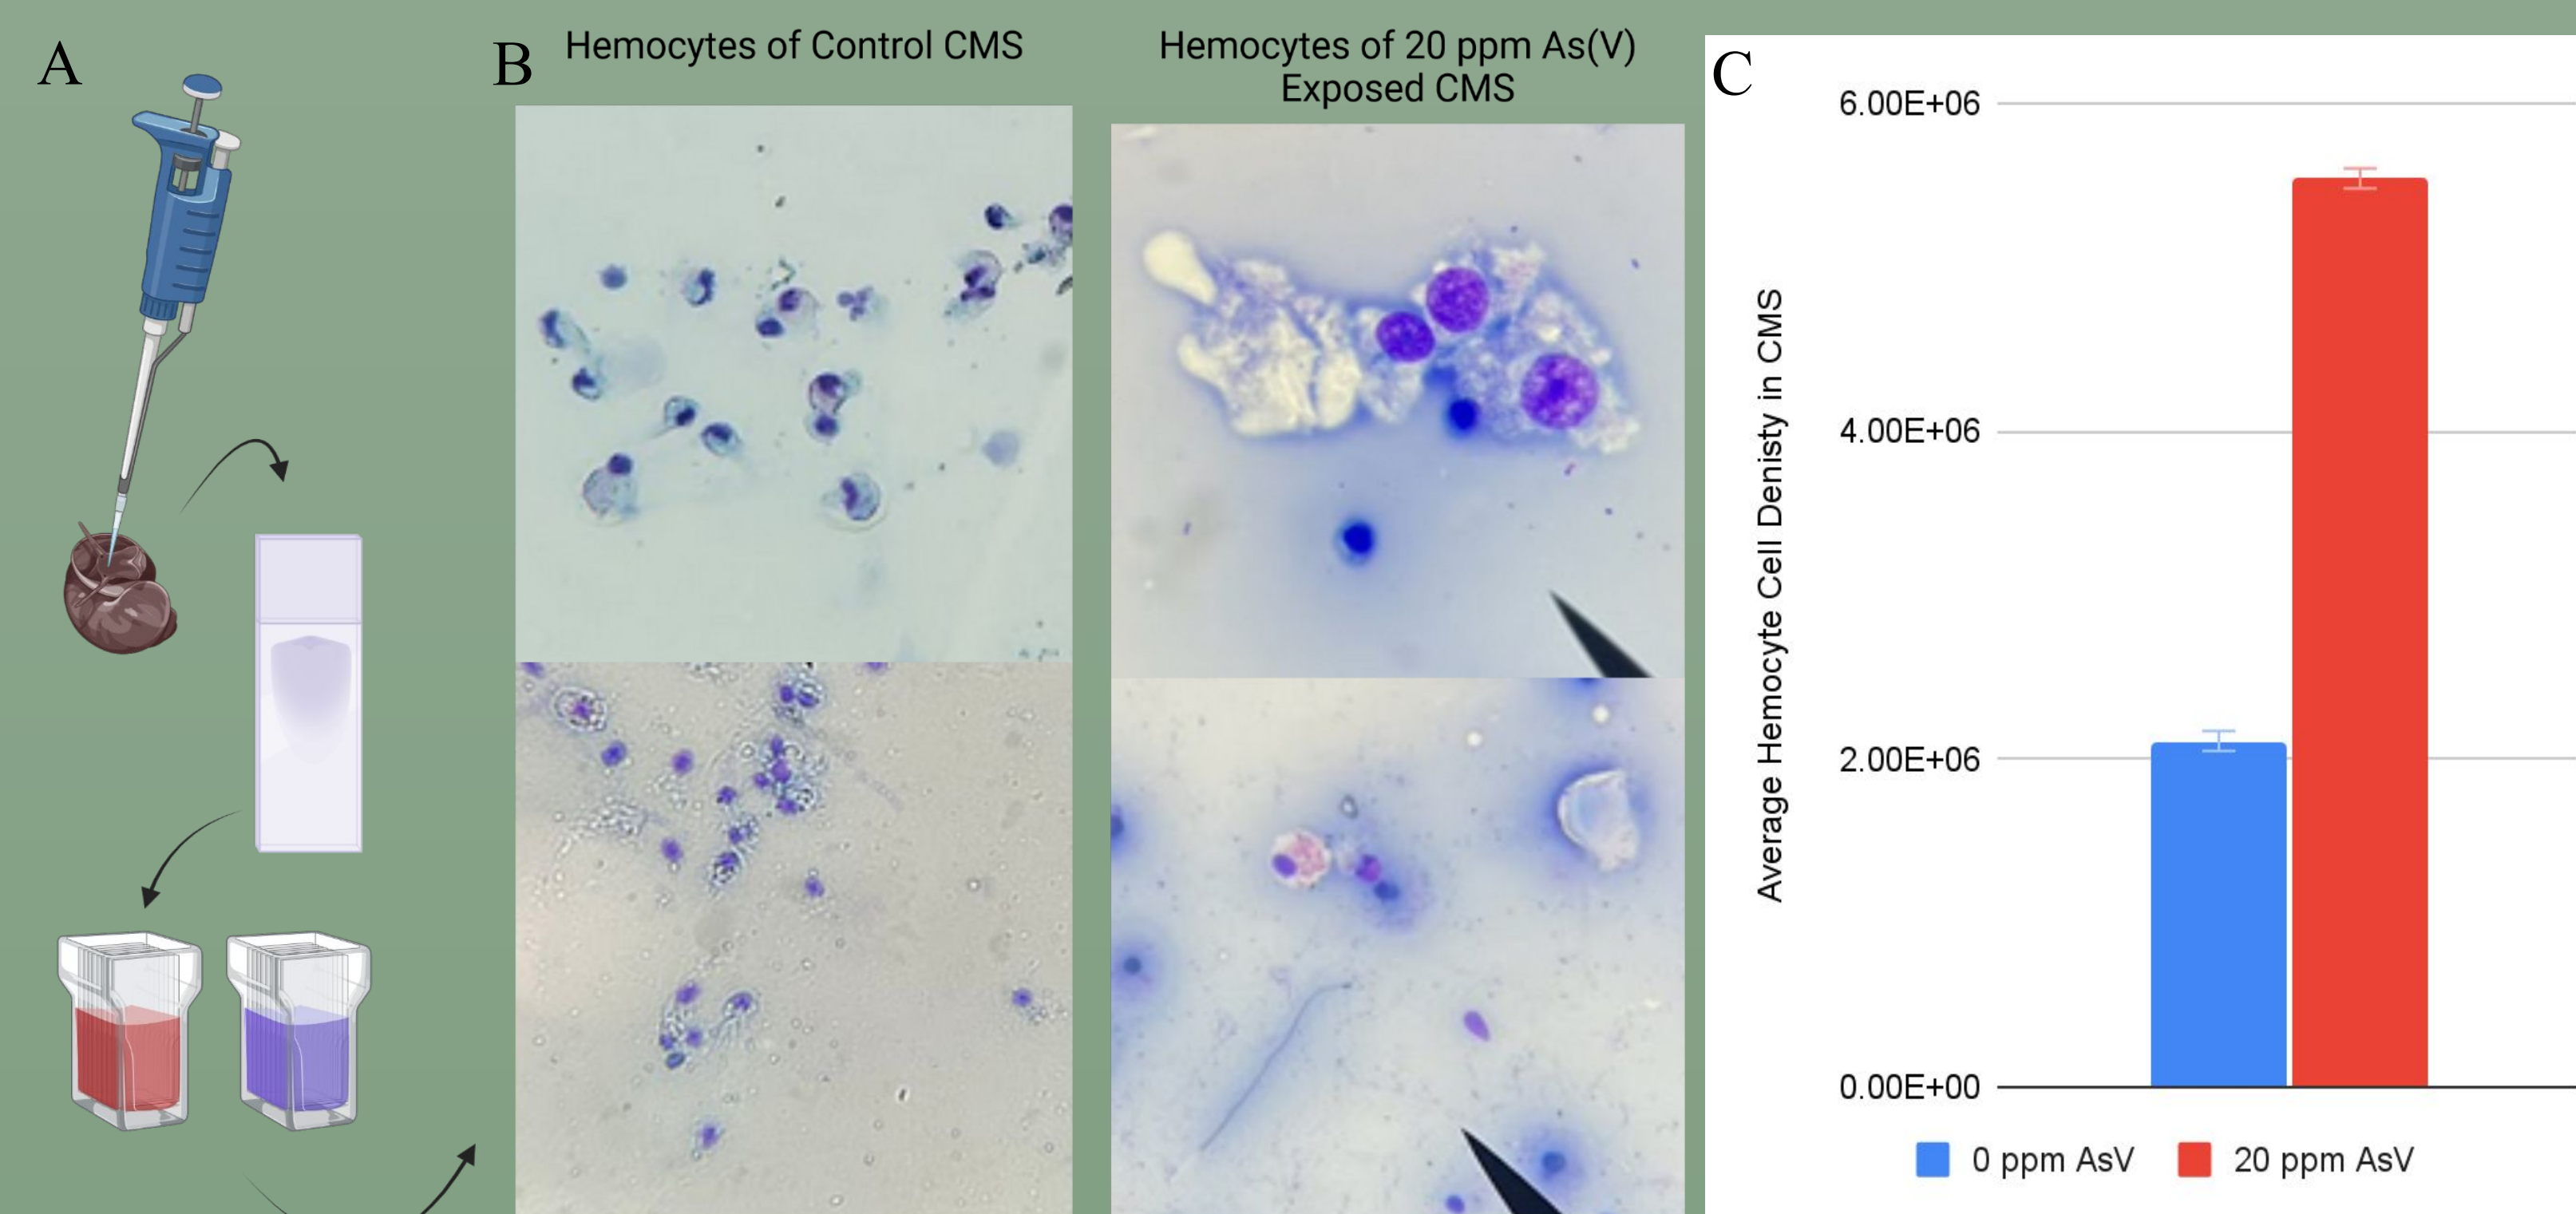 A
B
Hemocytes of Control CMS
Hemocytes of 20 ppm As(V)
Exposed CMS
C
Average Hemocyte Cell Denisty in CMS
6.00E+06
4.00E+06
2.00E+06
0.00E+00
0 ppm AsV
20 ppm AsV